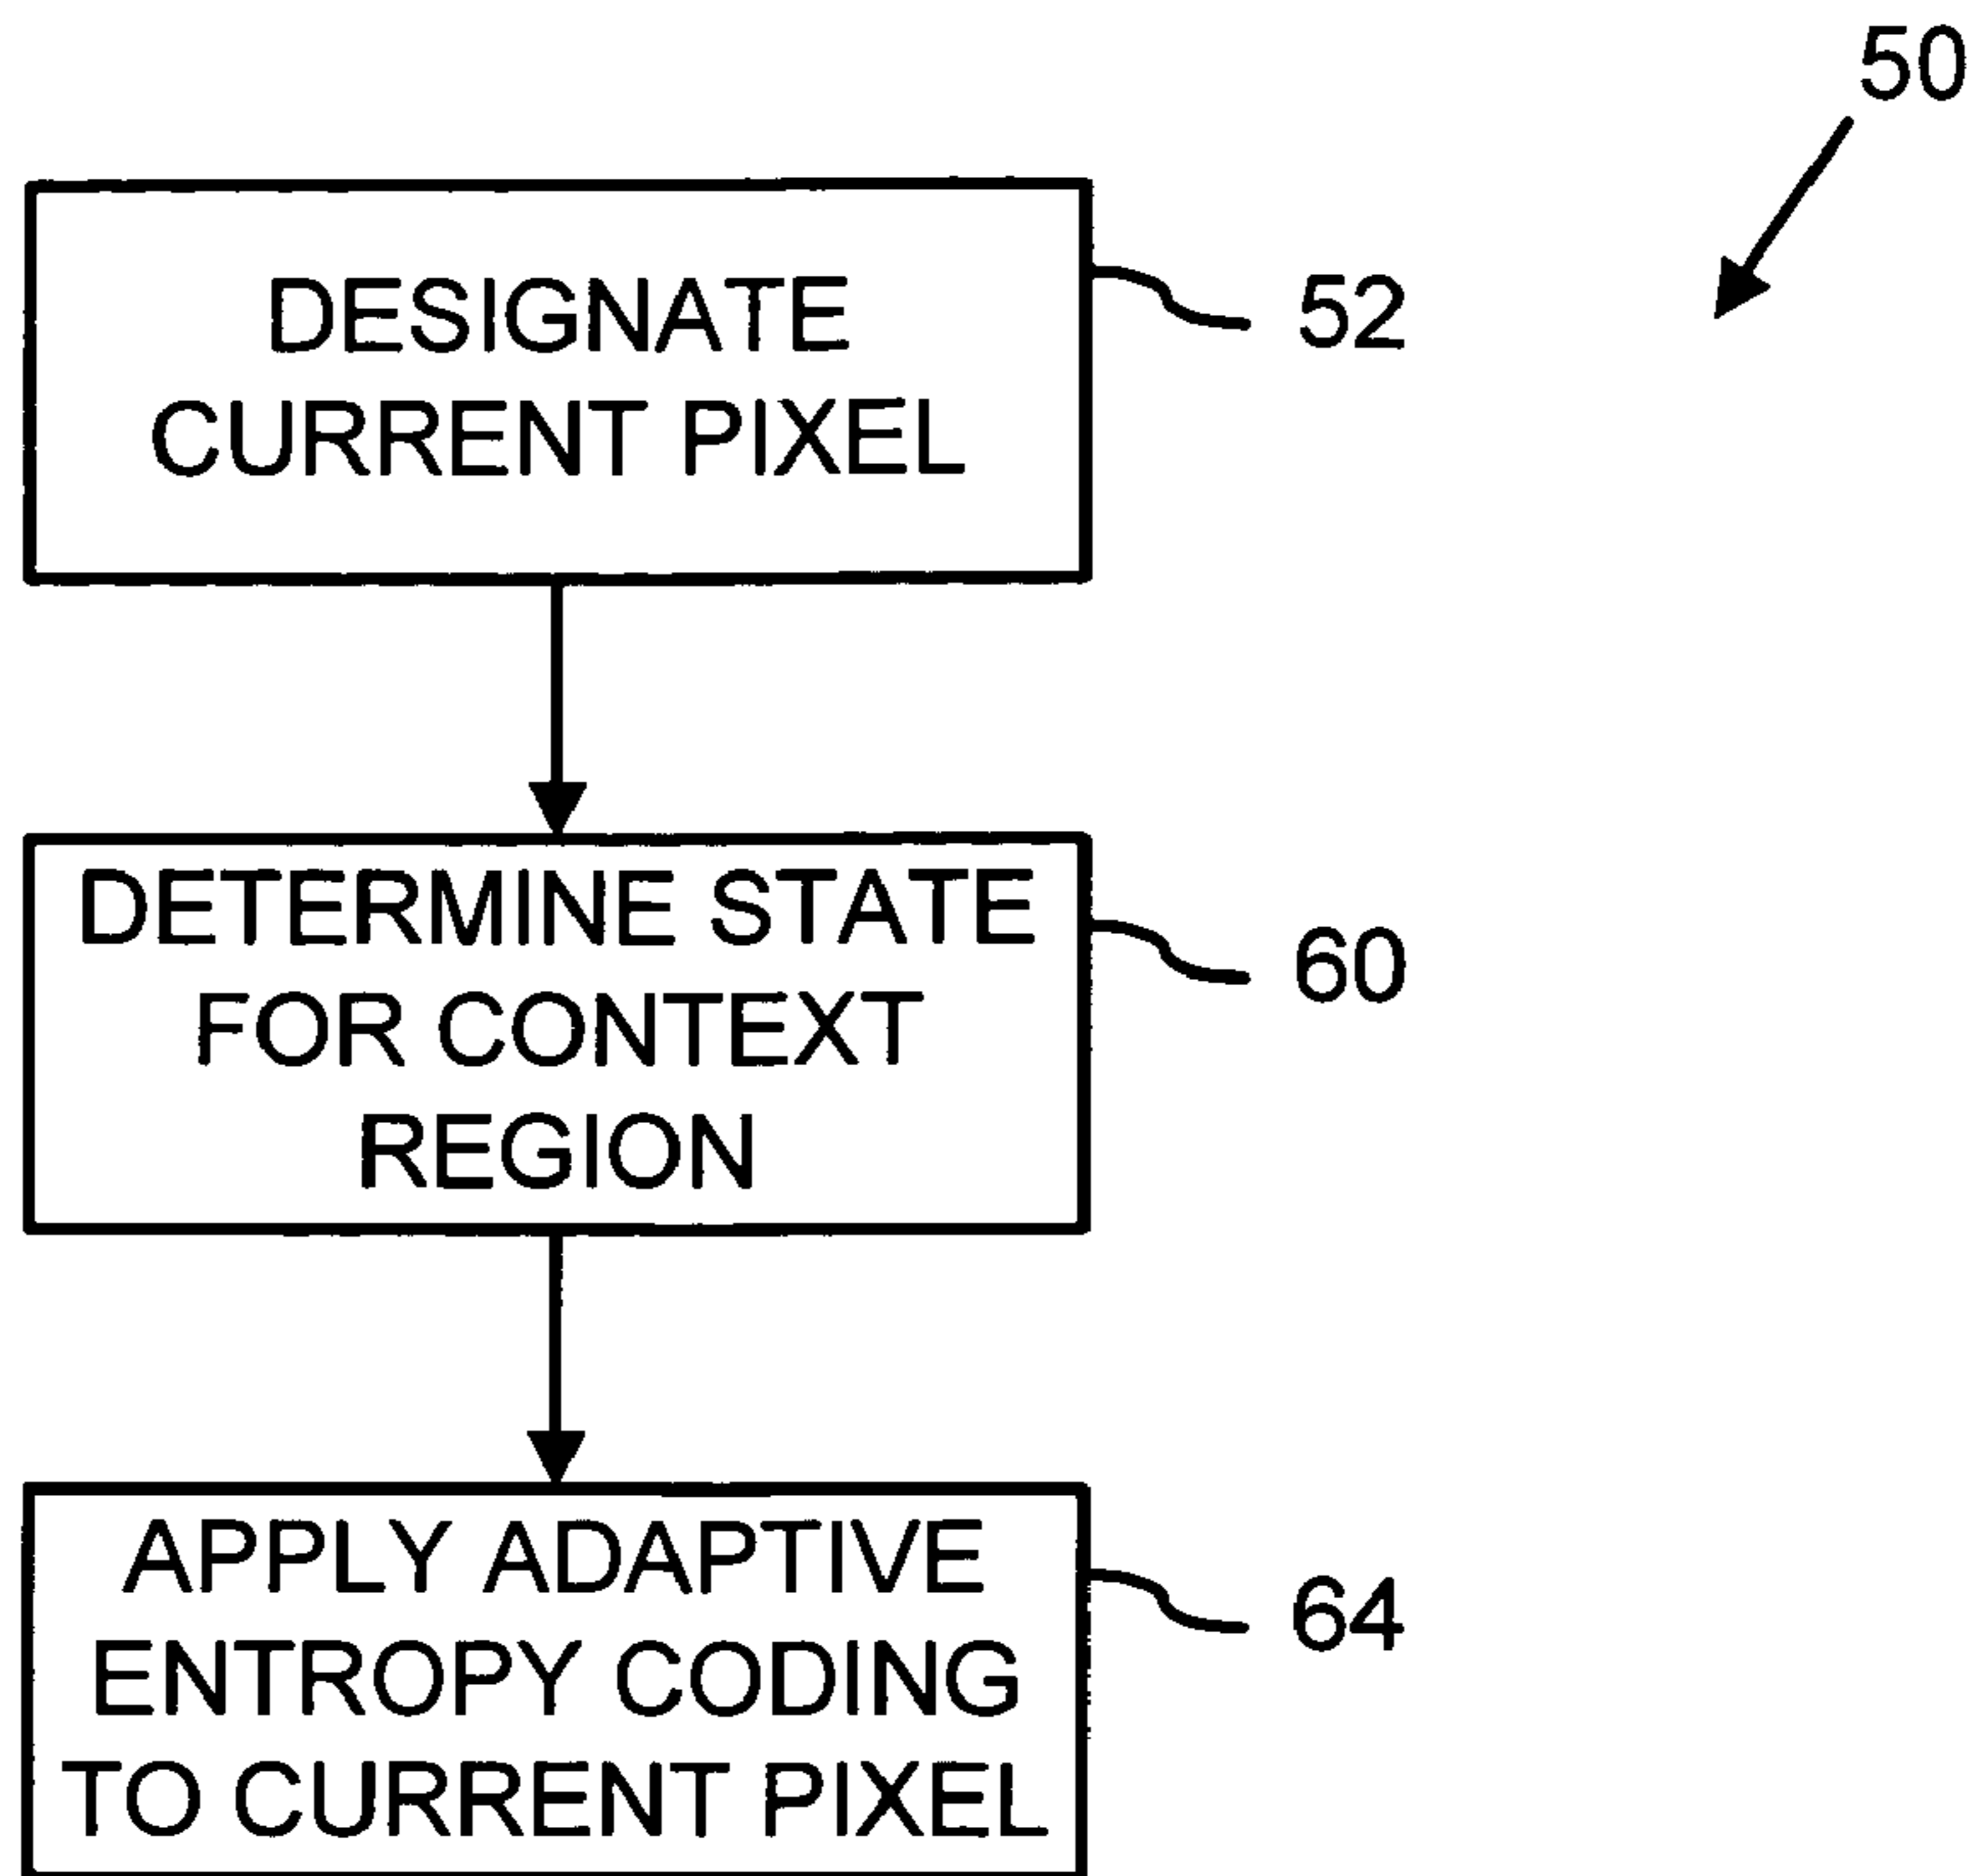 50
DESIGNATE
CURRENT PIXEL
52
DETERMINE STATE
FOR CONTEXT
REGION
60
APPLY ADAPTIVE
ENTROPY CODING
TO CURRENT PIXEL
64